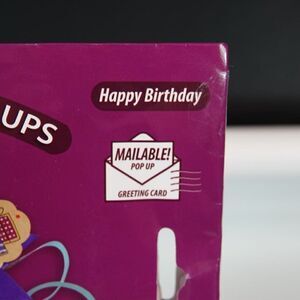 Happy Birthday
UPS
MAILABLE!
POP UP
GREETING CARD